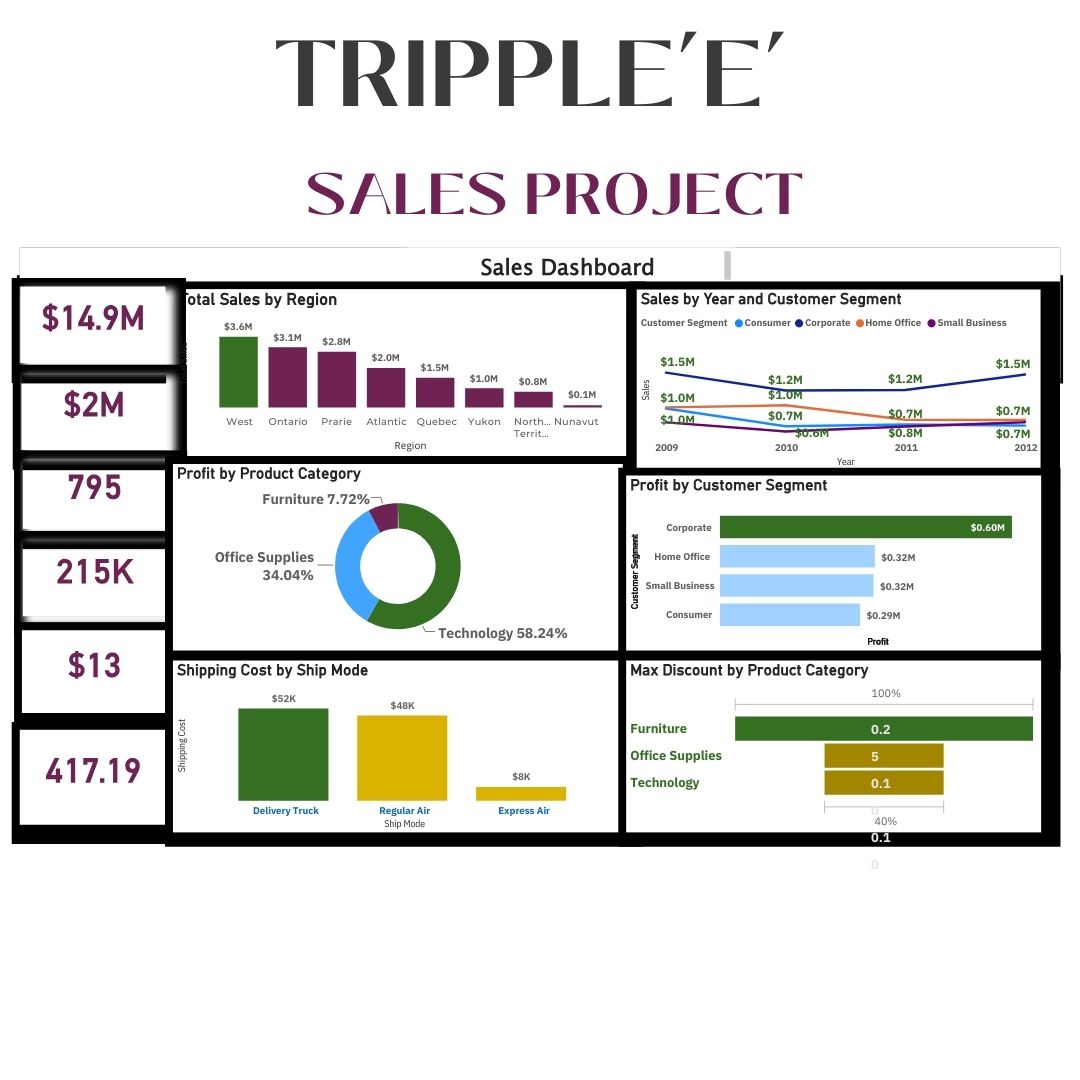 TRIPPLE'E'
SALES PROJECT
Sales Dashboard
$14.9M
$2M
795
215K
$13
417.19
Total Sales by Region
$3.6M
$3.1M
$2.8M
$2.0M
$1.5M
$1.0M
$0.8M
$0.1M
West Ontario Prarie Atlantic Quebec Yukon North... Nunavut
Territ...
Region
Sales by Year and Customer Segment
Customer Segment Consumer Corporate Home Office Small Business
Sales
$1.5M
$1.2M
$1.2M
$1.5M
$1.0M
$1.0M
$0.7M
$0.7M
$0.7M
$1.0M
$0.6M
$0.8M
$0.7M
2009 2010 2011 2012
Year
Profit by Product Category
Furniture 7.72%
Office Supplies
34.04%
Technology 58.24%
Profit by Customer Segment
Customer Segment
Corporate $0.60M
Home Office $0.32M
Small Business $0.32M
Consumer $0.29M
Profit
Shipping Cost by Ship Mode
Shipping Cost
$52K
$48K
$8K
Delivery Truck Regular Air Express Air
Ship Mode
Max Discount by Product Category
100%
Furniture 0.2
Office Supplies 5
Technology 0.1
0
40%
0.1
0